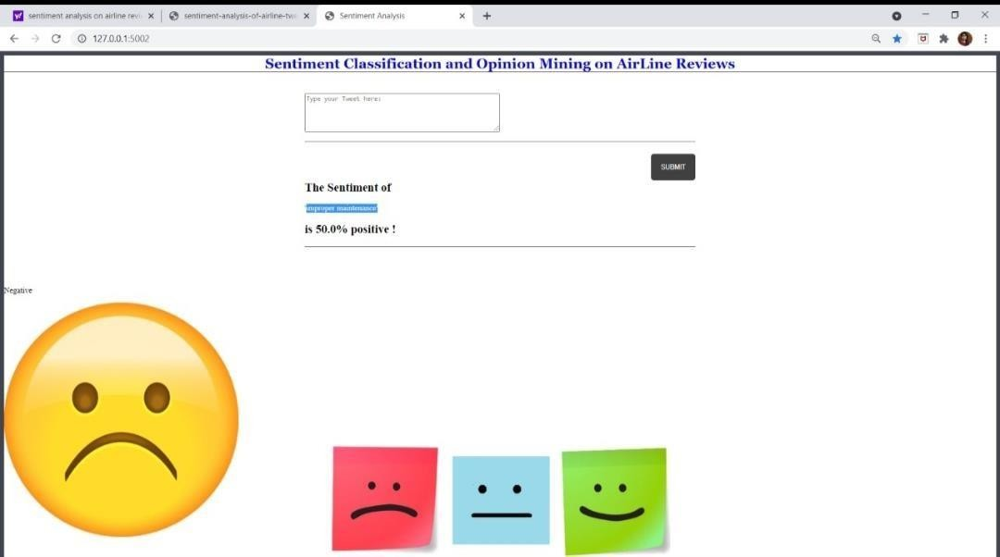 sentiment analysis on airline revie
sentiment-analysis-of-airline-twe
Sentiment Analysis
127.0.0.1:5002
Sentiment Classification and Opinion Mining on AirLine Reviews
Type your Tweet here:
SUBMIT
The Sentiment of
'improper maintenance'
is 50.0% positive !
Negative